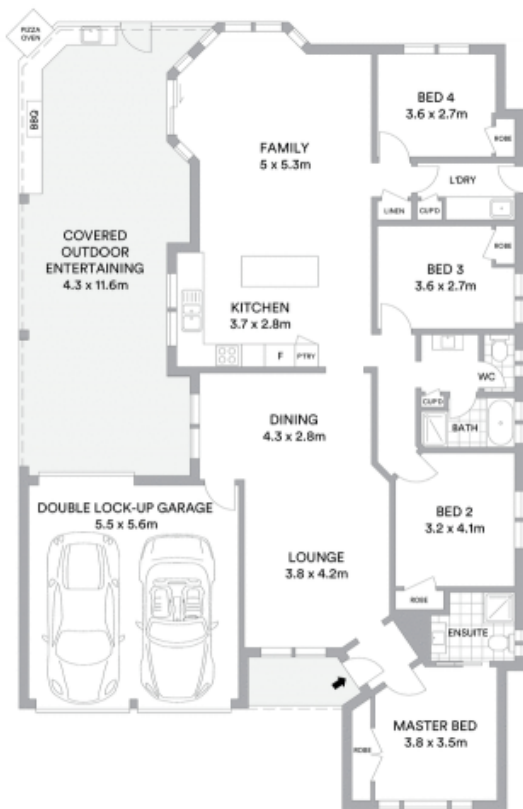 PIZZA
OVEN
BBQ
COVERED
OUTDOOR
ENTERTAINING
4.3 x 11.6m
FAMILY
5 x 5.3m
BED 4
3.6 x 2.7m
ROBE
L'DRY
LINEN
CUP'D
ROBE
BED 3
3.6 x 2.7m
KITCHEN
3.7 x 2.8m
F
PTRY
WC
CUP'D
BATH
DINING
4.3 x 2.8m
DOUBLE LOCK-UP GARAGE
5.5 x 5.6m
BED 2
3.2 x 4.1m
LOUNGE
3.8 x 4.2m
ROBE
ENSUITE
MASTER BED
3.8 x 3.5m
ROBE